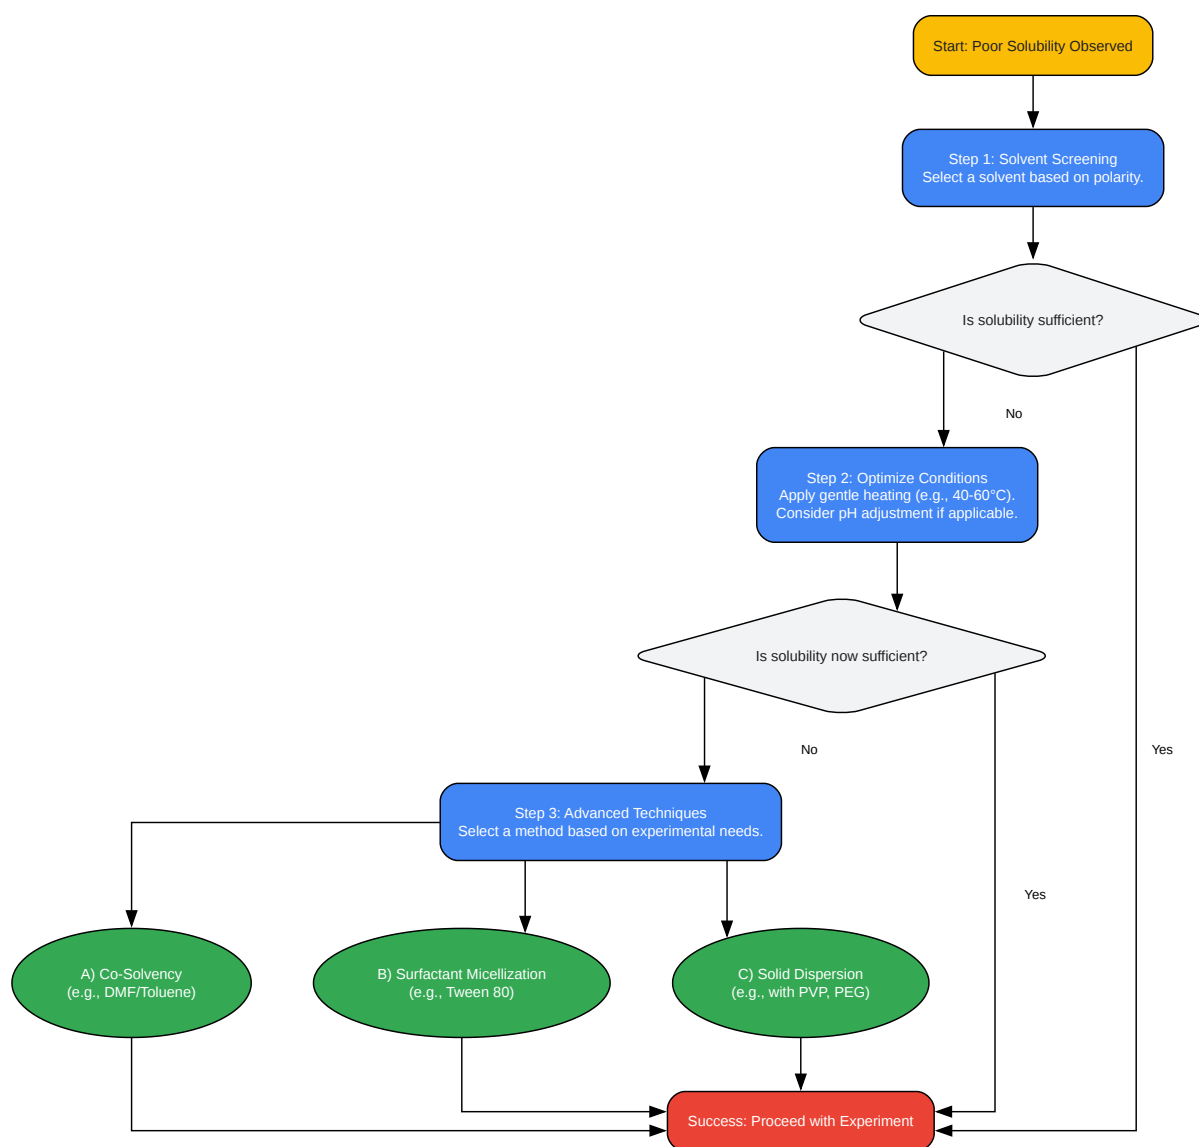 Start: Poor Solubility Observed
Step 1: Solvent Screening
Select a solvent based on polarity.
Is solubility sufficient?
No
Step 2: Optimize Conditions
Apply gentle heating (e.g., 40-60°C).
Consider pH adjustment if applicable.
Is solubility now sufficient?
No
Yes
Step 3: Advanced Techniques
Select a method based on experimental needs.
Yes
A) Co-Solvency
(e.g., DMF/Toluene)
B) Surfactant Micellization
(e.g., Tween 80)
C) Solid Dispersion
(e.g., with PVP, PEG)
Success: Proceed with Experiment